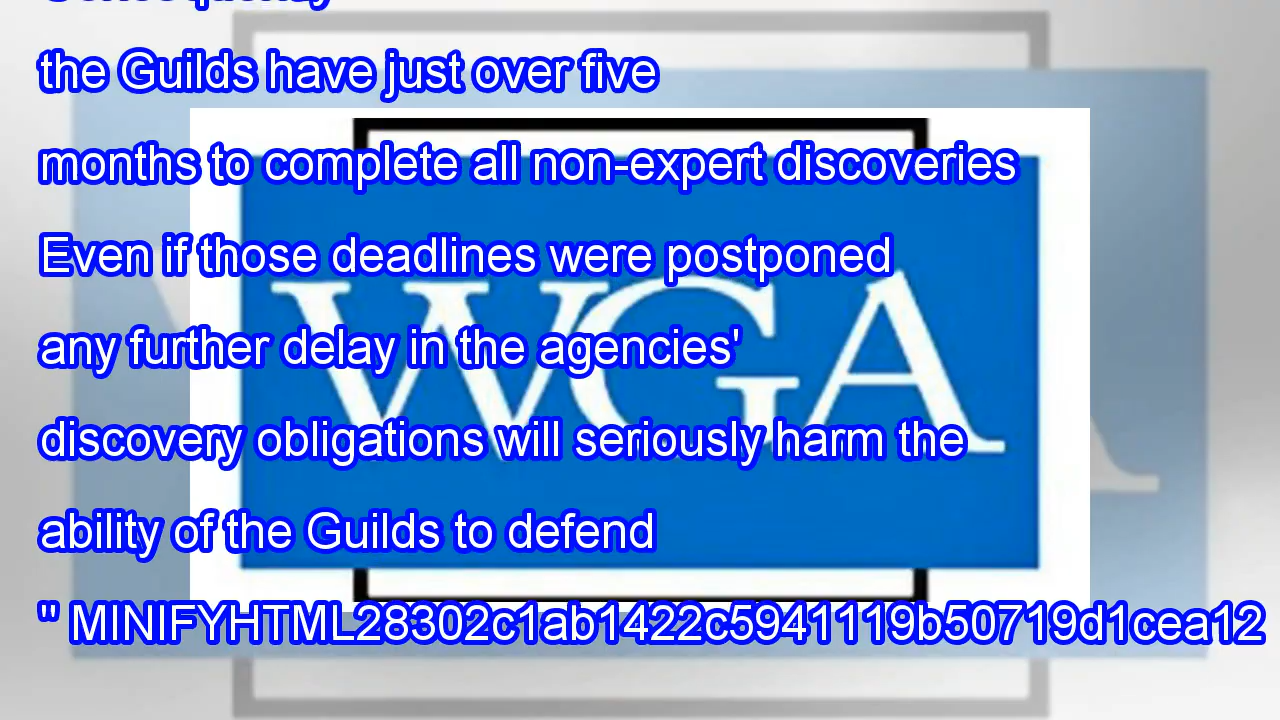 the Guilds have just over five
months to complete all non-expert discoveries
Even if those deadlines were postponed
any further delay in the agencies'
discovery obligations will seriously harm the
ability of the Guilds to defend
" MINIFYHTML28302c1ab1422c5941119b50719d1cea12
WGA